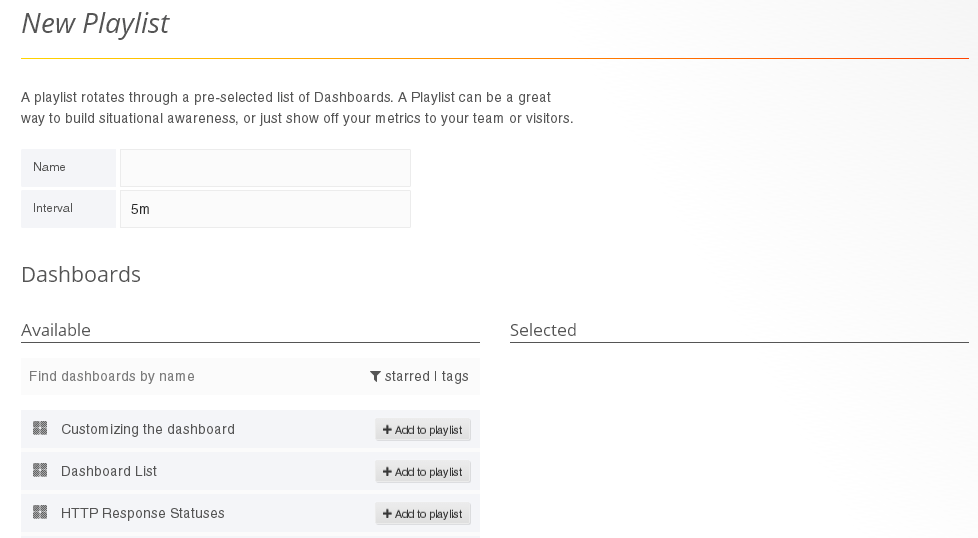 New Playlist
A playlist rotates through a pre-selected list of Dashboards. A Playlist can be a great
way to build situational awareness, or just show off your metrics to your team or visitors.
Name
Interval 5m
Dashboards
Available Selected
Find dashboards by name starred | tags
Customizing the dashboard Add to playlist
Dashboard List Add to playlist
HTTP Response Statuses Add to playlist